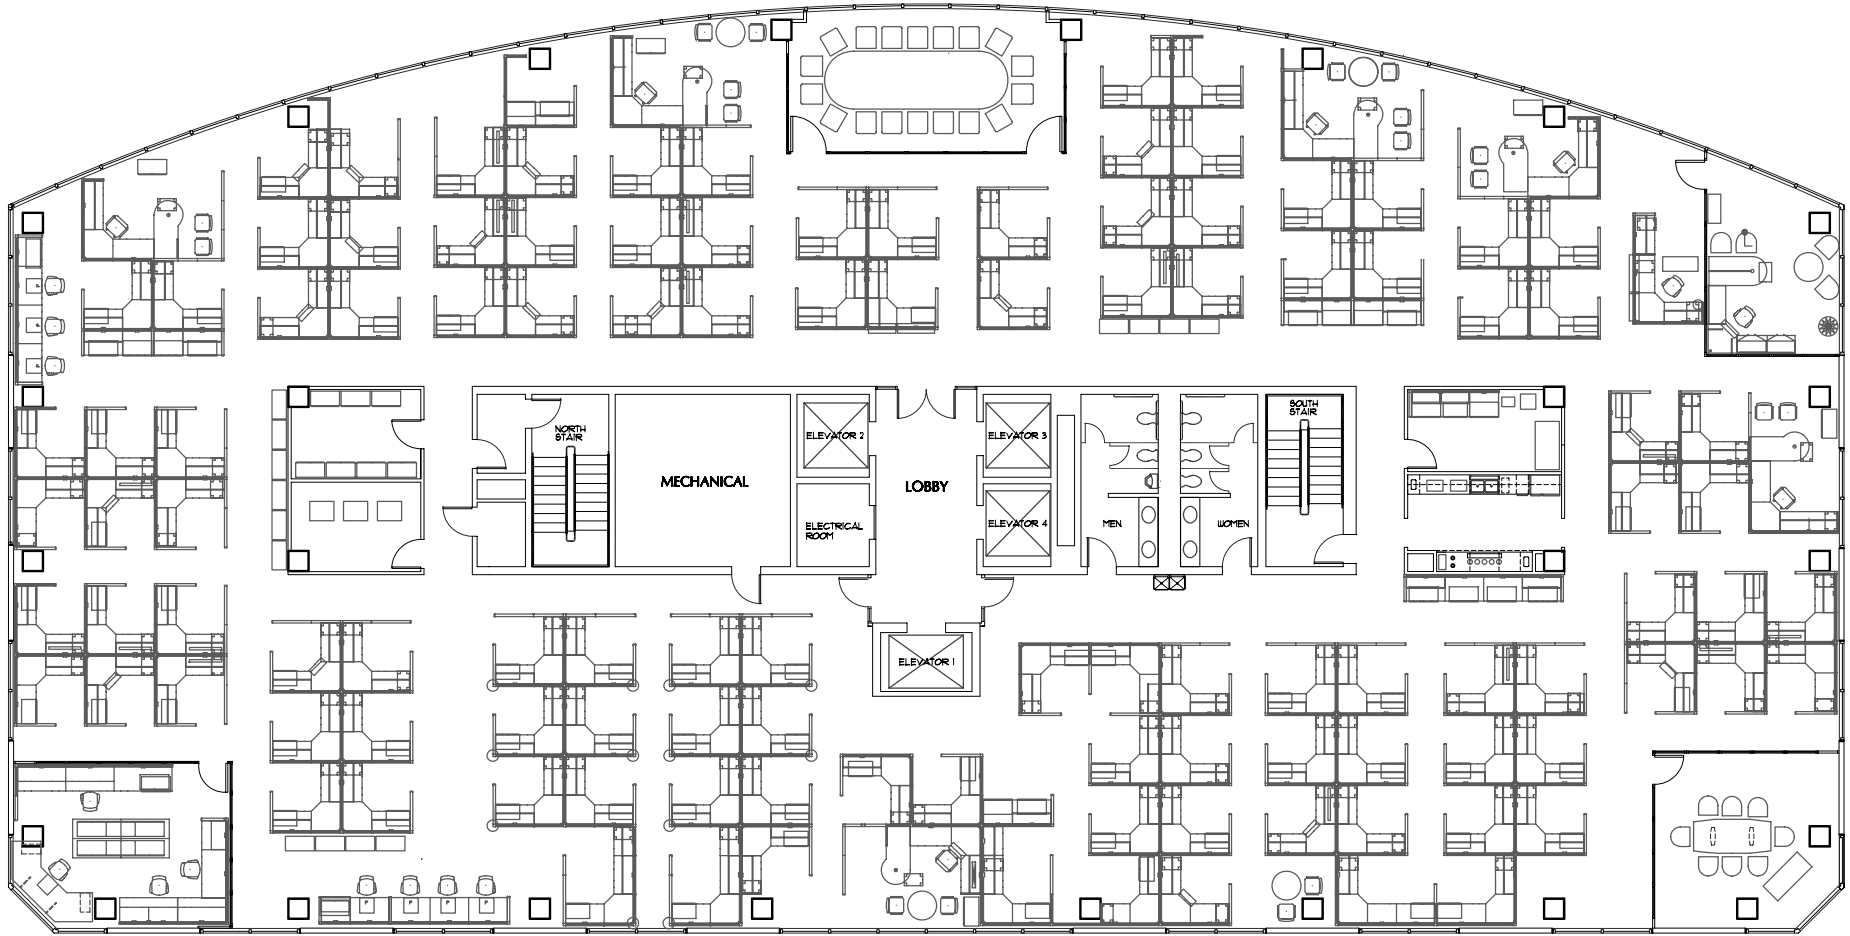 NORTH
STAIR
MECHANICAL
ELEVATOR 2
ELECTRICAL
ROOM
LOBBY
ELEVATOR 3
ELEVATOR 4
ELEVATOR 1
MEN
WOMEN
SOUTH
STAIR
P
P
P
P